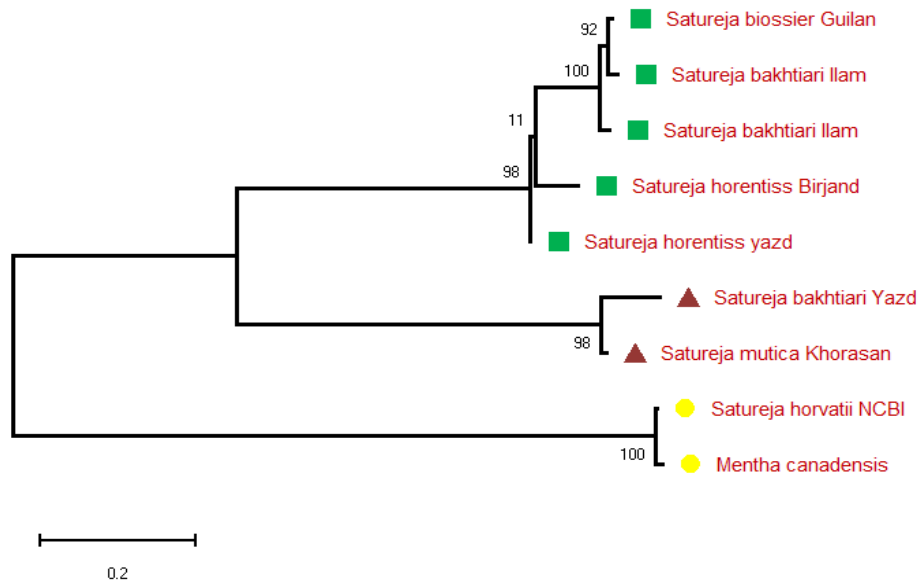 Satureja biossier Guilan
92
Satureja bakhtiari Ilam
100
Satureja bakhtiari Ilam
11
98
Satureja horentiss Birjand
Satureja horentiss yazd
Satureja bakhtiari Yazd
98
Satureja mutica Khorasan
Satureja horvatii NCBI
100
Mentha canadensis
0.2